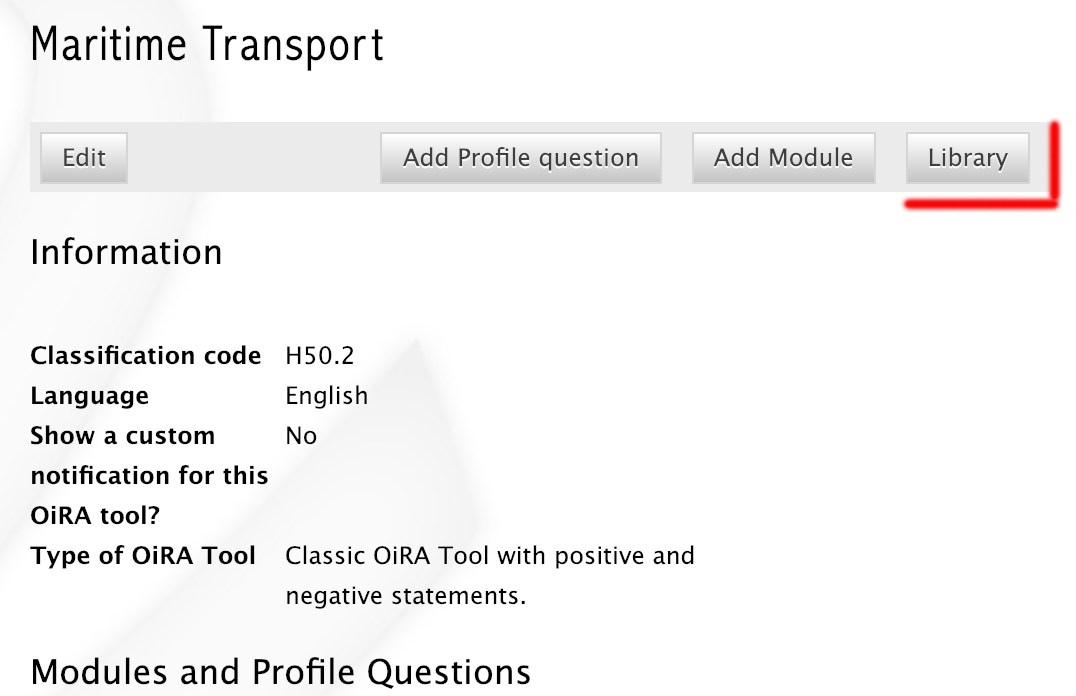 Maritime Transport
Edit Add Profile question Add Module Library
Information
Classification code H50.2
Language English
Show a custom No
notification for this
OiRA tool?
Type of OiRA Tool Classic OiRA Tool with positive and
negative statements.
Modules and Profile Questions